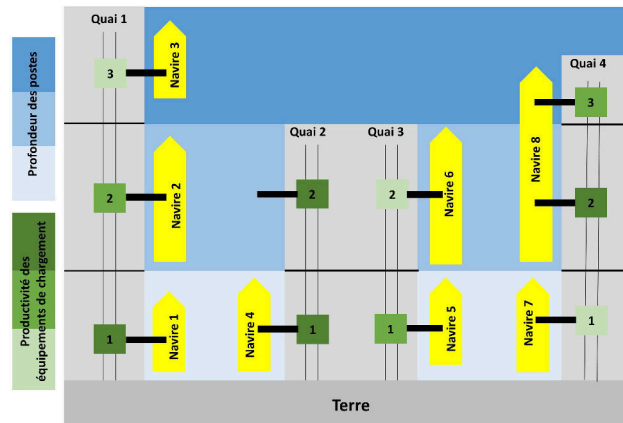 Quai 1
3
Navire 3
Quai 4
3
Profondeur des postes
Quai 2
Quai 3
2
Navire 2
2
2
Navire 6
Navire 8
2
Productivité des
équipements de chargement
1
Navire 1
Navire 4
1
1
Navire 5
Navire 7
1
Terre